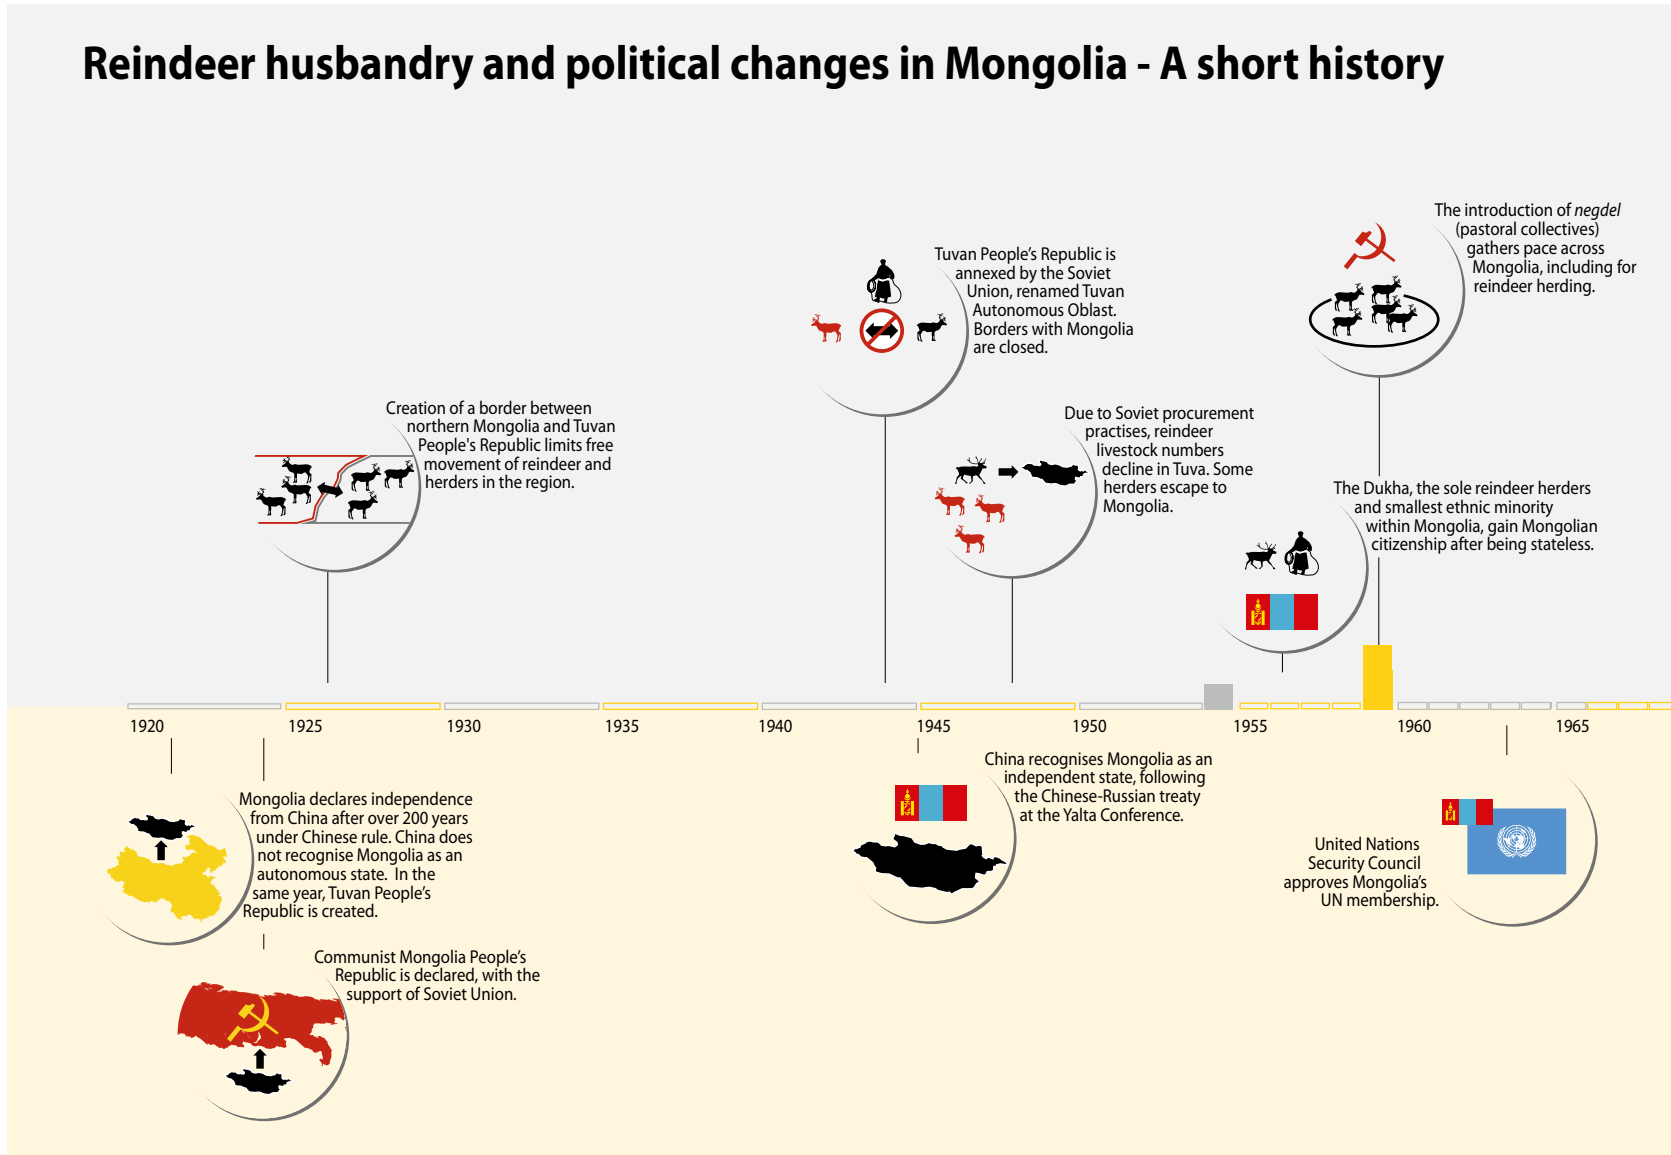 Reindeer husbandry and political changes in Mongolia - A short history
The introduction of negdel
(pastoral collectives)
gathers pace across
Mongolia, including for
reindeer herding.
Tuvan People’s Republic is
annexed by the Soviet
Union, renamed Tuvan
Autonomous Oblast.
Borders with Mongolia
are closed.
Creation of a border between
northern Mongolia and Tuvan
People's Republic limits free
movement of reindeer and
herders in the region.
Due to Soviet procurement
practises, reindeer
livestock numbers
decline in Tuva. Some
herders escape to
Mongolia.
The Dukha, the sole reindeer herders
and smallest ethnic minority
within Mongolia, gain Mongolian
citizenship after being stateless.
1920 1925 1930 1935 1940 1945 1950 1955 1960 1965
Mongolia declares independence
from China after over 200 years
under Chinese rule. China does
not recognise Mongolia as an
autonomous state. In the
same year, Tuvan People’s
Republic is created.
Communist Mongolia People’s
Republic is declared, with the
support of Soviet Union.
China recognises Mongolia as an
independent state, following
the Chinese-Russian treaty
at the Yalta Conference.
United Nations
Security Council
approves Mongolia’s
UN membership.